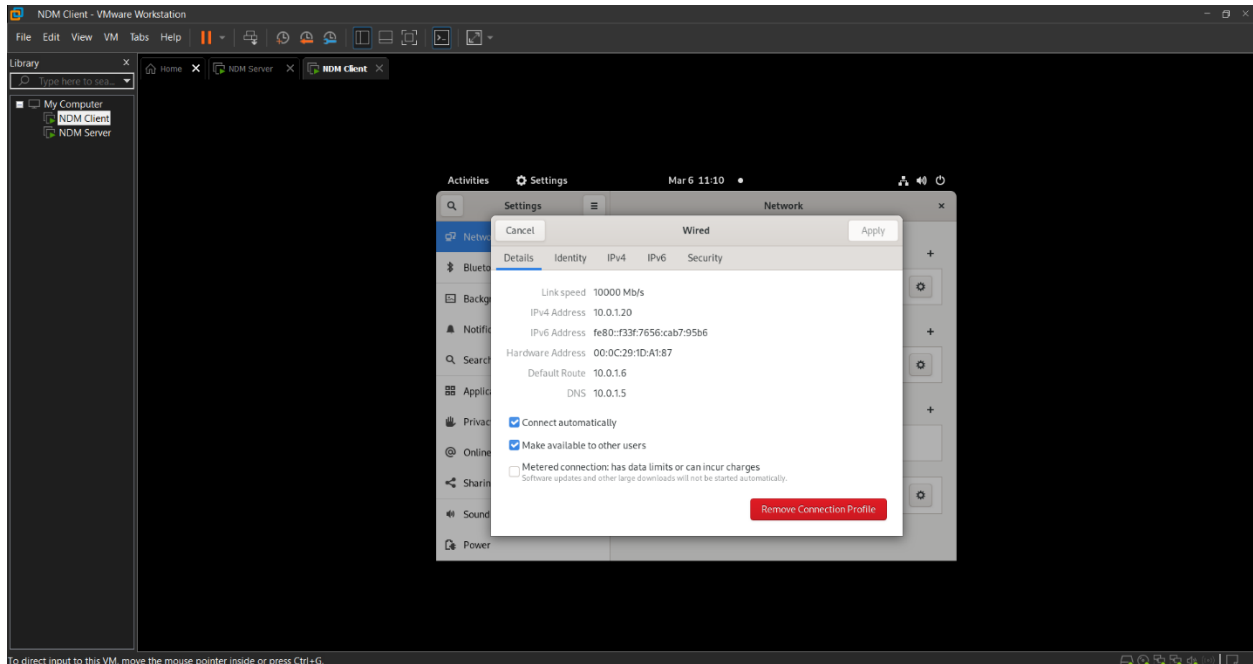 NDM Client - VMware Workstation
File Edit View VM Tabs Help
Library
Type here to sea...
Home
NDM Server
NDM Client
My Computer
NDM Client
NDM Server
Activities Settings Mar 6 11:10
Settings Network
Cancel Wired Apply
Details Identity IPv4 IPv6 Security
Link speed 10000 Mb/s
IPv4 Address 10.0.1.20
IPv6 Address fe80::f33f:7656:cab7:95b6
Hardware Address 00:0C:29:1D:A1:87
Default Route 10.0.1.6
DNS 10.0.1.5
Connect automatically
Make available to other users
Metered connection: has data limits or can incur charges
Software updates and other large downloads will not be started automatically.
Remove Connection Profile
Netwo
Blueto
Backg
Notific
Search
Applic
Privac
Online
Sharin
Sound
Power
To direct input to this VM, move the mouse pointer inside or press Ctrl+G.